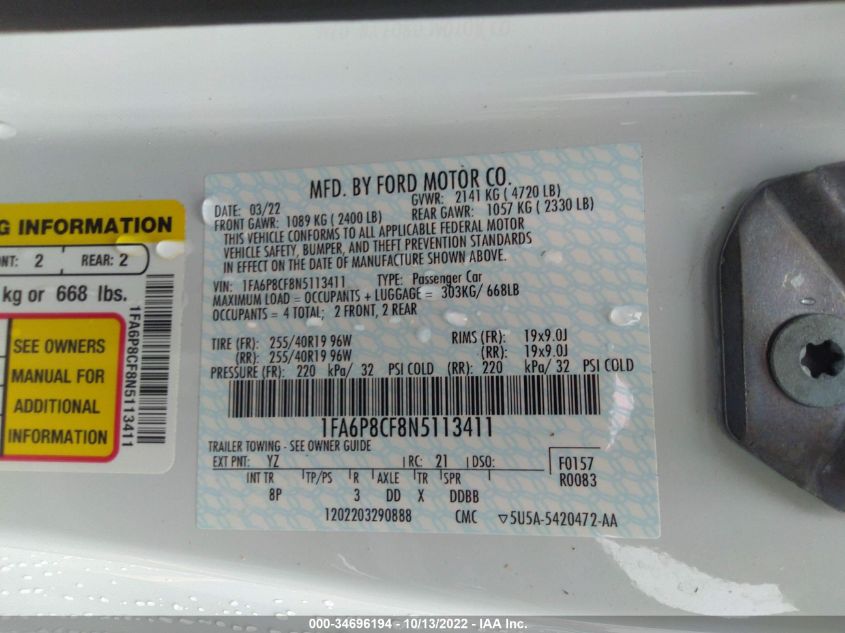 MFD. BY FORD MOTOR CO.
DATE: 03/22 GVWR: 2141 KG ( 4720 LB)
FRONT GAWR: 1089 KG ( 2400 LB) REAR GAWR: 1057 KG ( 2330 LB)
THIS VEHICLE CONFORMS TO ALL APPLICABLE FEDERAL MOTOR
VEHICLE SAFETY, BUMPER, AND THEFT PREVENTION STANDARDS
IN EFFECT ON THE DATE OF MANUFACTURE SHOWN ABOVE.
VIN: 1FA6P8CF8N5113411 TYPE: Passenger Car
MAXIMUM LOAD = OCCUPANTS + LUGGAGE = 303KG/ 668LB
OCCUPANTS = 4 TOTAL; 2 FRONT, 2 REAR
TIRE (FR): 255/40R19 96W RIMS (FR): 19x9.0J
(RR): 255/40R19 96W (RR): 19x9.0J
PRESSURE (FR): 220 kPa/ 32 PSI COLD (RR): 220 kPa/ 32 PSI COLD
1FA6P8CF8N5113411
TRAILER TOWING - SEE OWNER GUIDE
EXT PNT: YZ RC: 21 DSO: F0157
R0083
INT TR TP/PS R AXLE TR SPR
8P 3 DD X DDBB
1202203290888 CMC ▽5U5A-5420472-AA
G INFORMATION
NT: 2 REAR: 2
kg or 668 lbs.
SEE OWNERS
MANUAL FOR
ADDITIONAL
INFORMATION
1FA6P8CF8N5113411
000-34696194 - 10/13/2022 - IAA Inc.